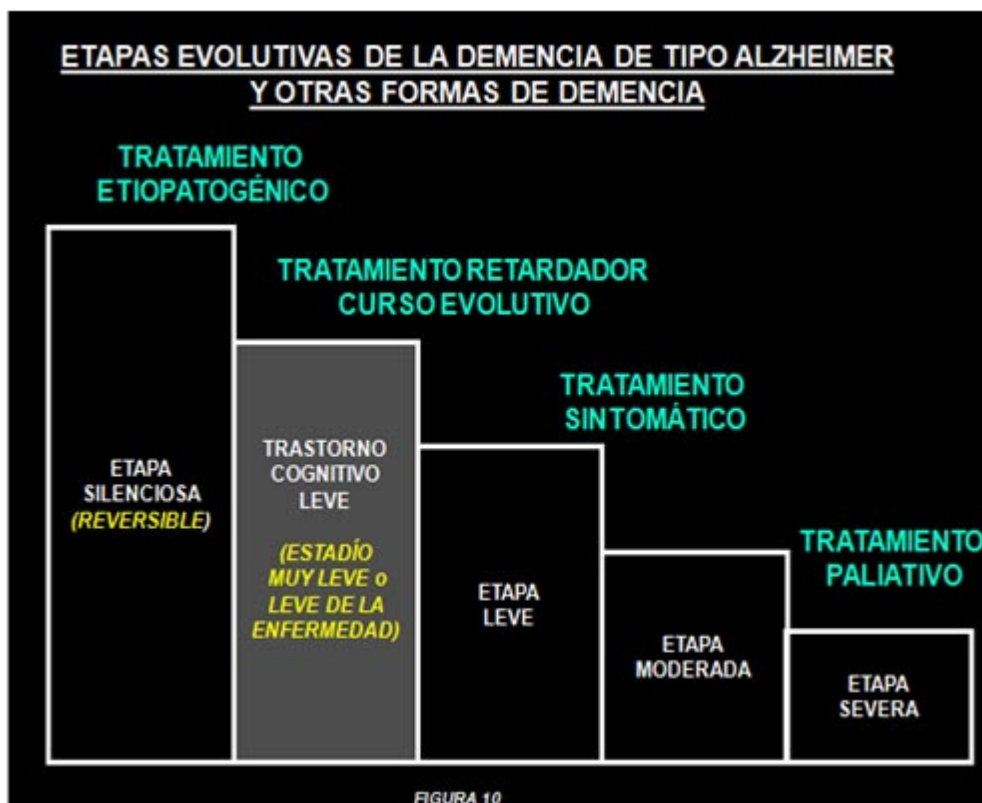 ETAPAS EVOLUTIVAS DE LA DEMENCIA DE TIPO ALZHEIMER
Y OTRAS FORMAS DE DEMENCIA
TRATAMIENTO
ETIOPATOGÉNICO
TRATAMIENTO RETARDADOR
CURSO EVOLUTIVO
TRATAMIENTO
SINTOMÁTICO
TRATAMIENTO
PALIATIVO
ETAPA
SILENCIOSA
(REVERSIBLE)
TRASTORNO
COGNITIVO
LEVE
(ESTADÍO
MUY LEVE o
LEVE DE LA
ENFERMEDAD)
ETAPA
LEVE
ETAPA
MODERADA
ETAPA
SEVERA
FIGURA 10